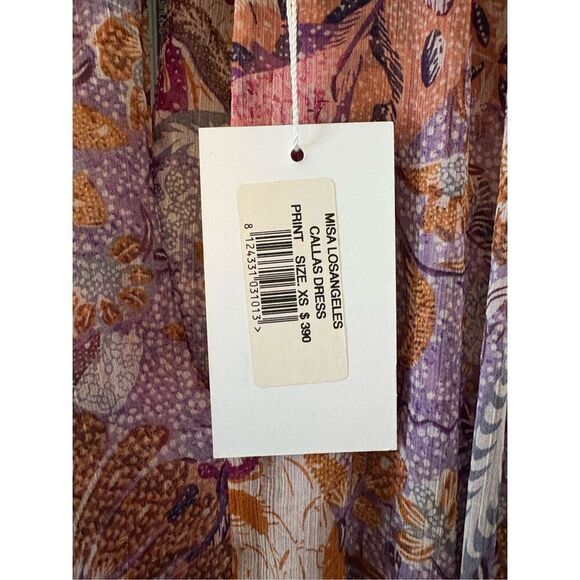 MISA LOSANGELES
CALLAS DRESS
PRINT SIZE. XS $ 390
8 124331 031013 >